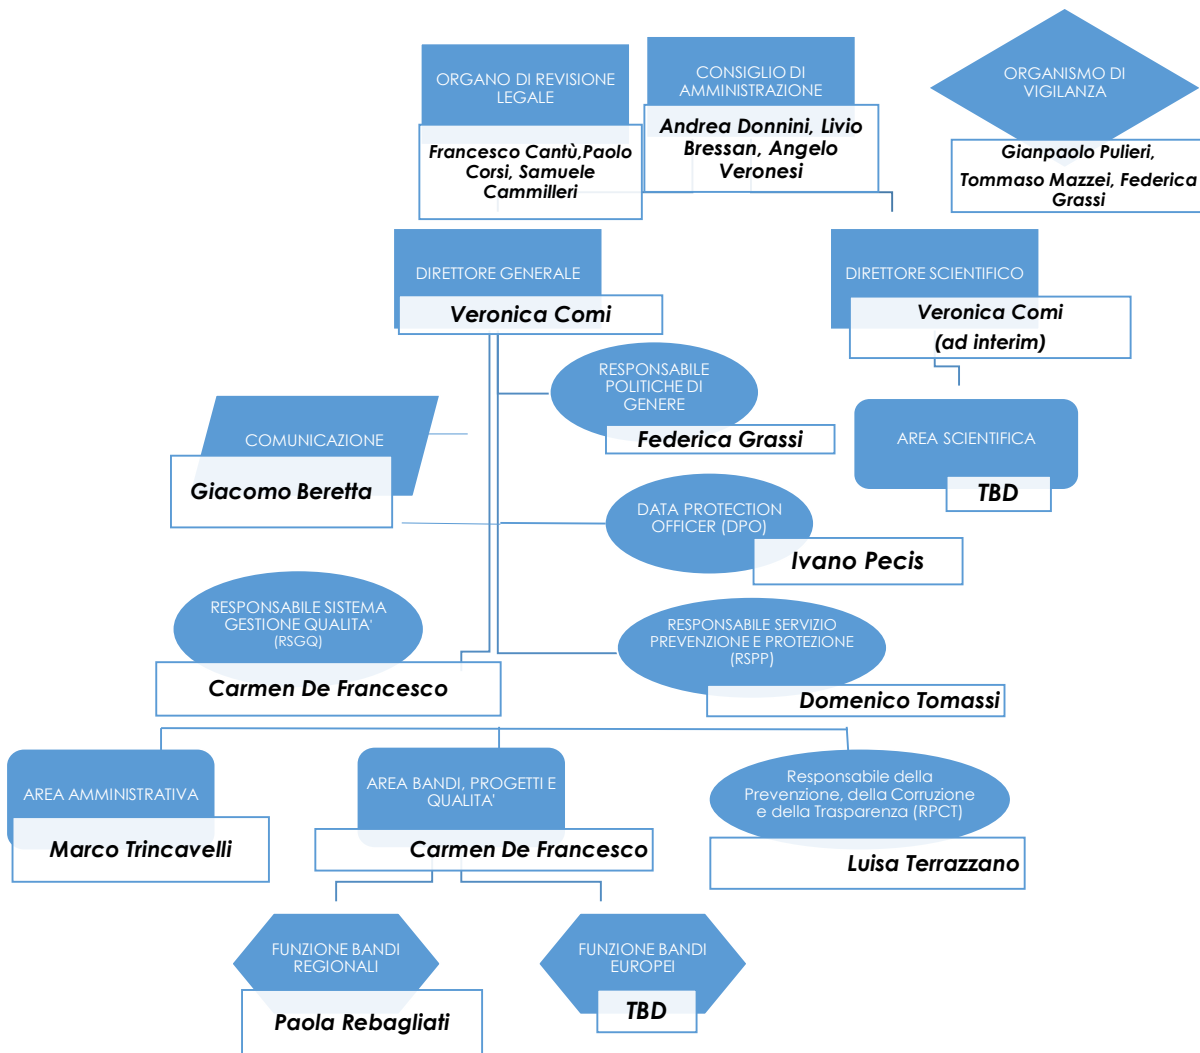 ORGANO DI REVISIONE
LEGALE
Francesco Cantù,Paolo
Corsi, Samuele
Cammilleri
CONSIGLIO DI
AMMINISTRAZIONE
Andrea Donnini, Livio
Bressan, Angelo
Veronesi
ORGANISMO DI
VIGILANZA
Gianpaolo Pulieri,
Tommaso Mazzei, Federica
Grassi
DIRETTORE GENERALE
Veronica Comi
DIRETTORE SCIENTIFICO
Veronica Comi
(ad interim)
RESPONSABILE
POLITICHE DI
GENERE
Federica Grassi
COMUNICAZIONE
Giacomo Beretta
AREA SCIENTIFICA
TBD
DATA PROTECTION
OFFICER (DPO)
Ivano Pecis
RESPONSABILE SISTEMA
GESTIONE QUALITA'
(RSGQ)
Carmen De Francesco
RESPONSABILE SERVIZIO
PREVENZIONE E PROTEZIONE
(RSPP)
Domenico Tomassi
AREA AMMINISTRATIVA
Marco Trincavelli
AREA BANDI, PROGETTI E
QUALITA'
Carmen De Francesco
Responsabile della
Prevenzione, della Corruzione
e della Trasparenza (RPCT)
Luisa Terrazzano
FUNZIONE BANDI
REGIONALI
Paola Rebagliati
FUNZIONE BANDI
EUROPEI
TBD